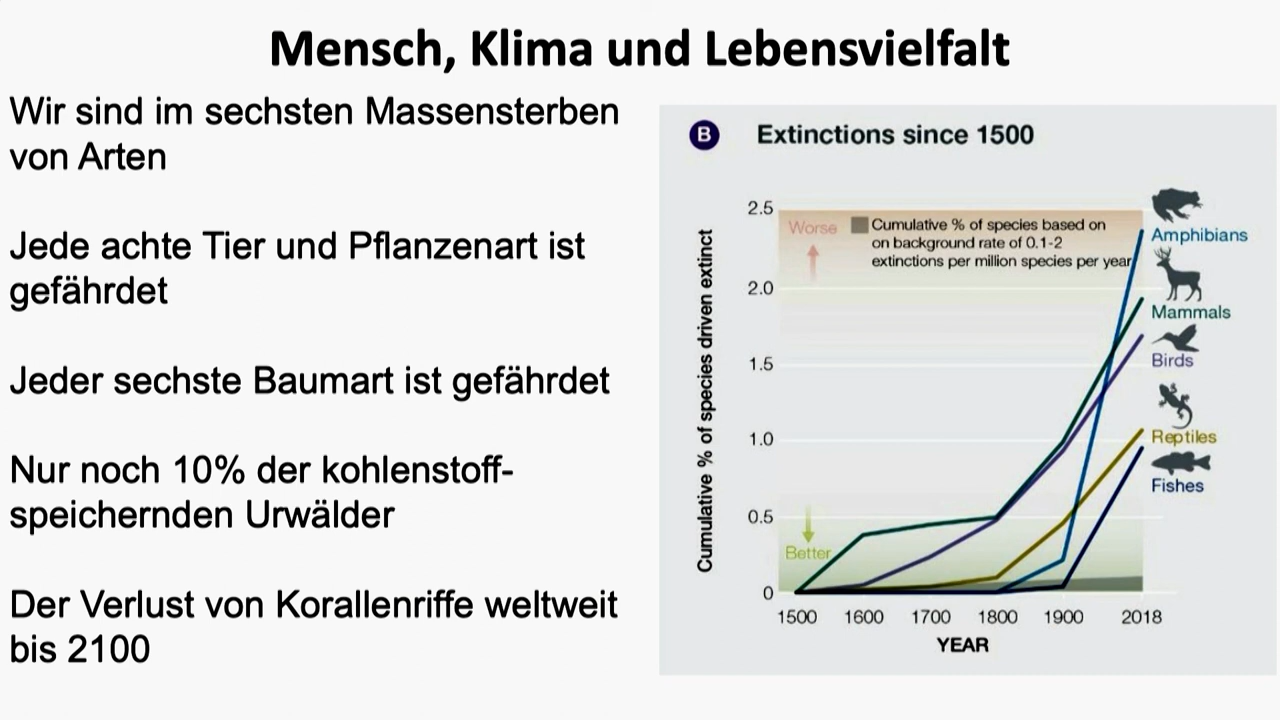 Mensch, Klima und Lebensvielfalt
Wir sind im sechsten Massensterben
von Arten
Jede achte Tier und Pflanzenart ist
gefährdet
Jeder sechste Baumart ist gefährdet
Nur noch 10% der kohlenstoff-
speichernden Urwälder
Der Verlust von Korallenriffe weltweit
bis 2100
B Extinctions since 1500
Cumulative % of species driven extinct
2.5
2.0
1.5
1.0
0.5
0
Worse
Cumulative % of species based on
on background rate of 0.1-2
extinctions per million species per year
Better
Amphibians
Mammals
Birds
Reptiles
Fishes
1500 1600 1700 1800 1900 2018
YEAR